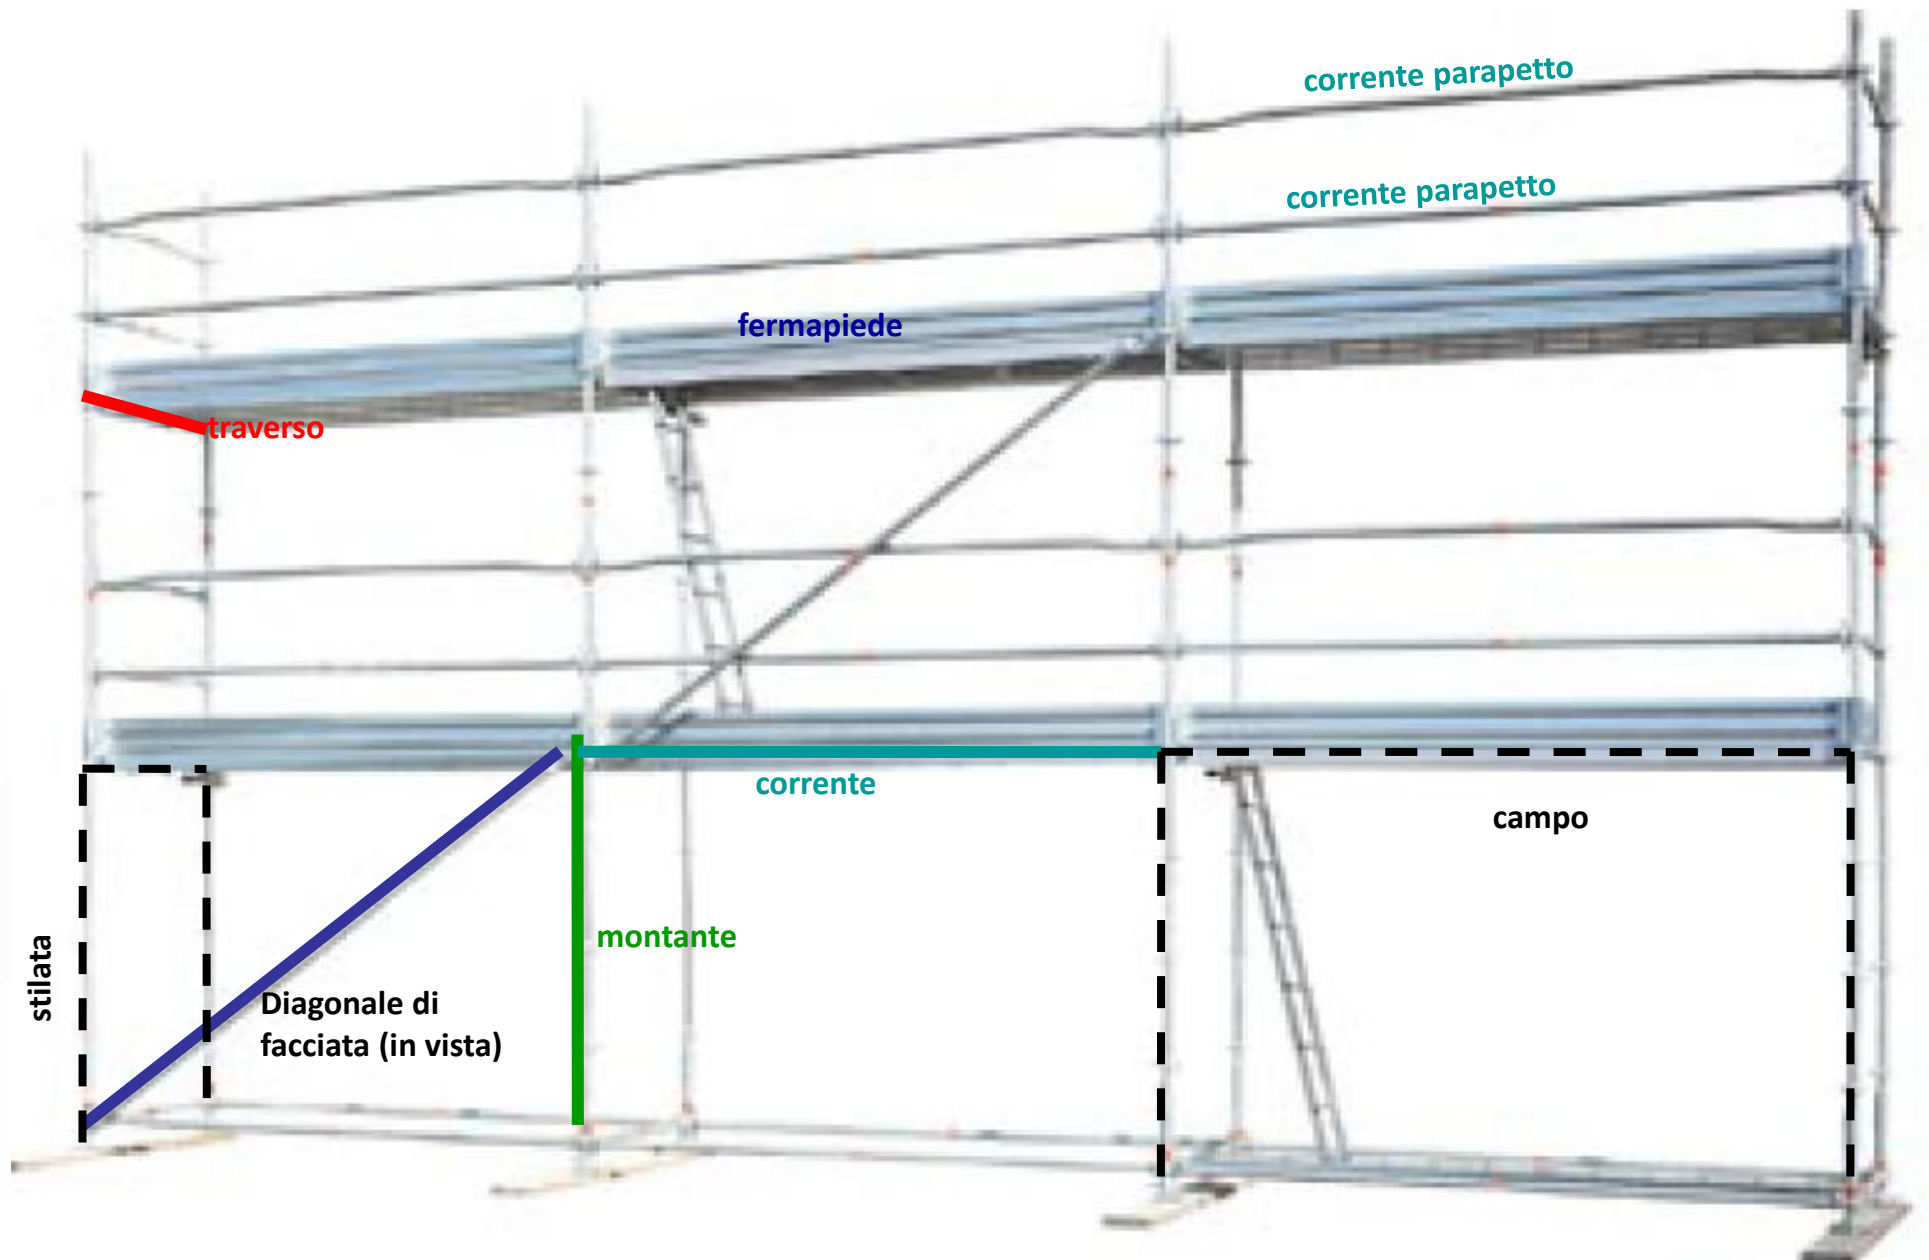 corrente parapetto
corrente parapetto
fermapiede
traverso
corrente
campo
montante
stilata
Diagonale di
facciata (in vista)